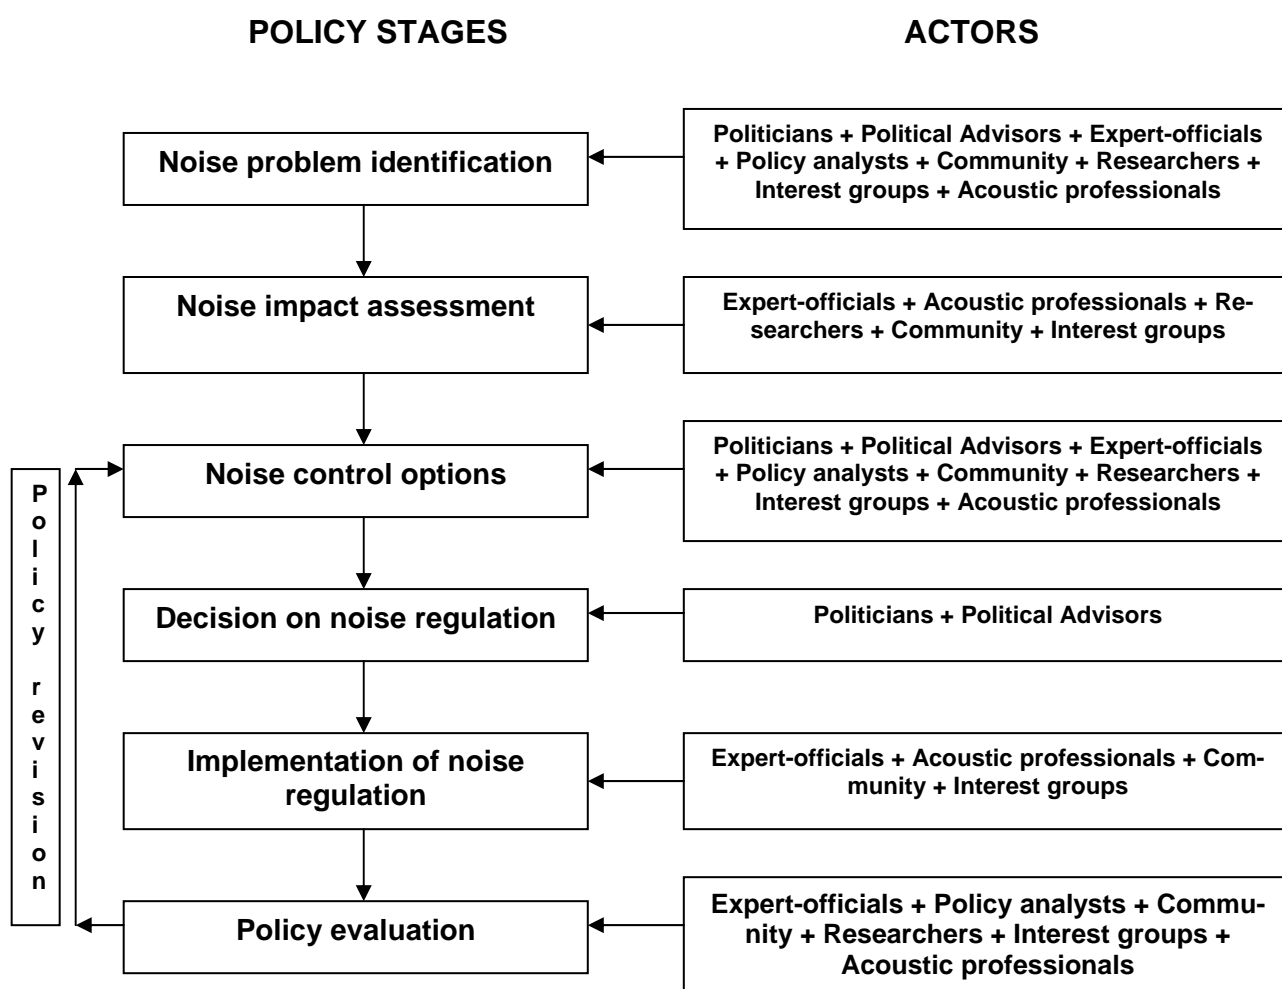 POLICY STAGES
ACTORS
Noise problem identification
Politicians + Political Advisors + Expert-officials
+ Policy analysts + Community + Researchers +
Interest groups + Acoustic professionals
Noise impact assessment
Expert-officials + Acoustic professionals + Re-
searchers + Community + Interest groups
Noise control options
Politicians + Political Advisors + Expert-officials
+ Policy analysts + Community + Researchers +
Interest groups + Acoustic professionals
Policy revision
Decision on noise regulation
Politicians + Political Advisors
Implementation of noise
regulation
Expert-officials + Acoustic professionals + Com-
munity + Interest groups
Policy evaluation
Expert-officials + Policy analysts + Commu-
nity + Researchers + Interest groups +
Acoustic professionals